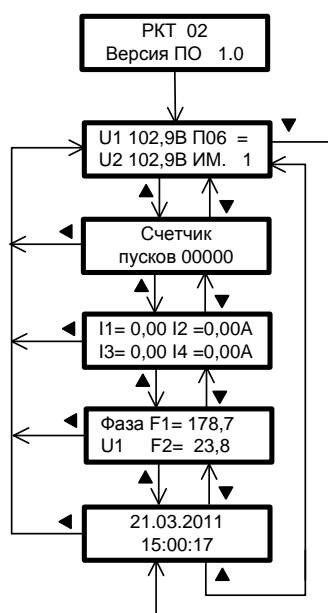 РКТ 02
Версия ПО 1.0
U1 102,9В П06 =
U2 102,9В ИМ. 1
Счетчик
пусков 00000
I1= 0,00 I2 =0,00А
I3= 0,00 I4 =0,00А
Фаза F1= 178,7
U1 F2= 23,8
21.03.2011
15:00:17